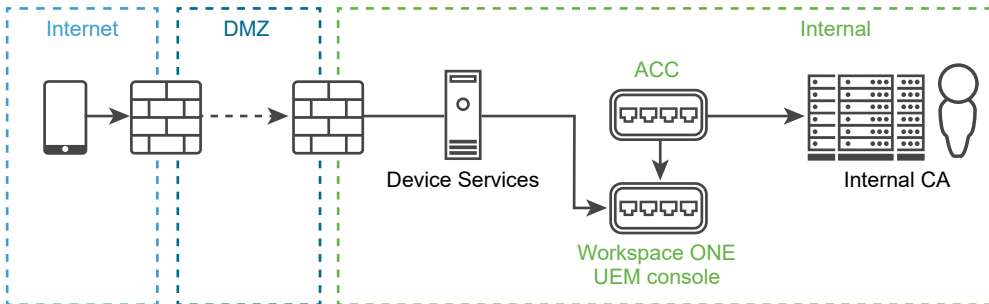 Internet
DMZ
Internal
ACC
Device Services
Internal CA
Workspace ONE
UEM console